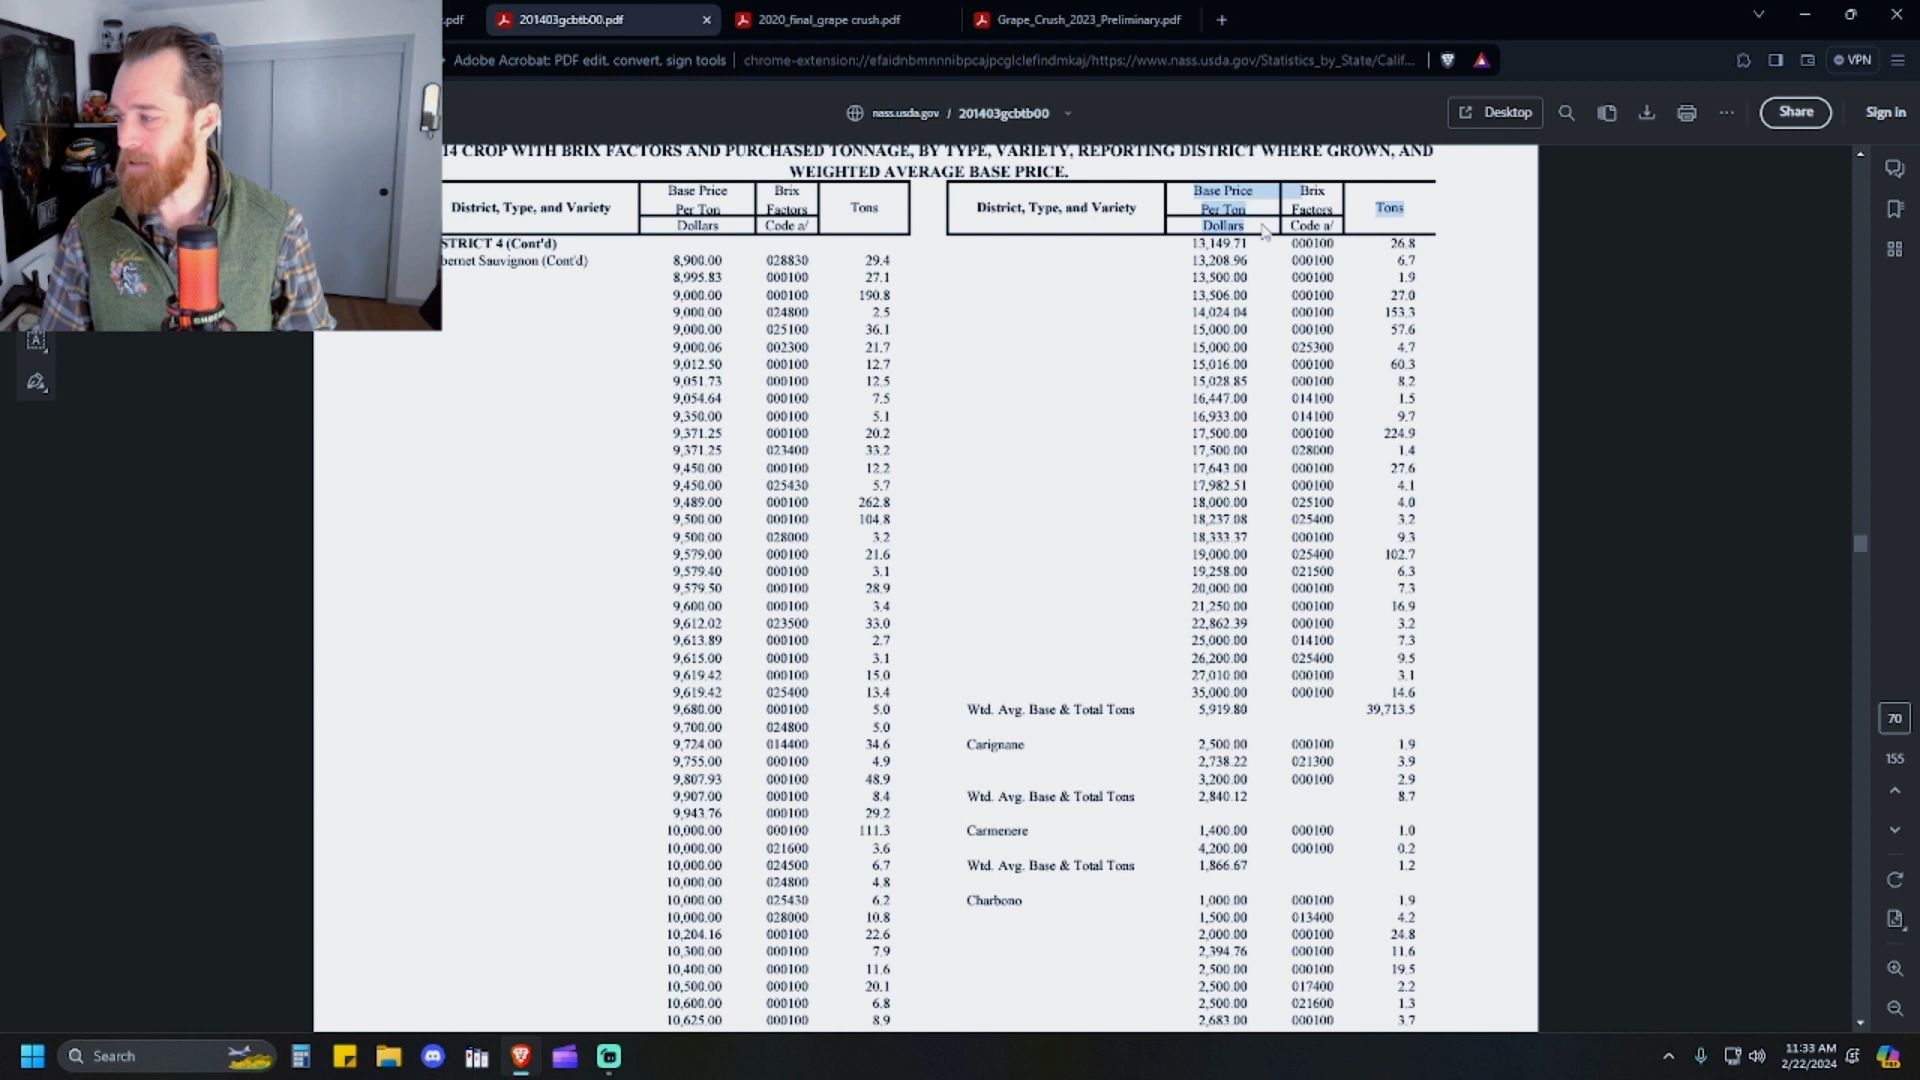 .pdf
201403gcbtb00.pdf
2020_final_grape crush.pdf
Grape_Crush_2023_Preliminary.pdf
Adobe Acrobat: PDF edit, convert, sign tools
chrome-extension://efaidnbmnnnibpcajpcglclefindmkaj/https://www.nass.usda.gov/Statistics_by_State/Calif...
VPN
nass.usda.gov / 201403gcbtb00
Desktop
Share
Sign in
14 CROP WITH BRIX FACTORS AND PURCHASED TONNAGE, BY TYPE, VARIETY, REPORTING DISTRICT WHERE GROWN, AND
WEIGHTED AVERAGE BASE PRICE.
District, Type, and Variety
Base Price
Per Ton
Dollars
Brix
Factors
Code a/
Tons
STRICT 4 (Cont'd)
bernet Sauvignon (Cont'd) 8,900.00 028830 29.4
8,995.83 000100 27.1
9,000.00 000100 190.8
9,000.00 024800 2.5
9,000.00 025100 36.1
9,000.06 002300 21.7
9,012.50 000100 12.7
9,051.73 000100 12.5
9,054.64 000100 7.5
9,350.00 000100 5.1
9,371.25 000100 20.2
9,371.25 023400 33.2
9,450.00 000100 12.2
9,450.00 025430 5.7
9,489.00 000100 262.8
9,500.00 000100 104.8
9,500.00 028000 3.2
9,579.00 000100 21.6
9,579.40 000100 3.1
9,579.50 000100 28.9
9,600.00 000100 3.4
9,612.02 023500 33.0
9,613.89 000100 2.7
9,615.00 000100 3.1
9,619.42 000100 15.0
9,619.42 025400 13.4
9,680.00 000100 5.0
9,700.00 024800 5.0
9,724.00 014400 34.6
9,755.00 000100 4.9
9,807.93 000100 48.9
9,907.00 000100 8.4
9,943.76 000100 29.2
10,000.00 000100 111.3
10,000.00 021600 3.6
10,000.00 024500 6.7
10,000.00 024800 4.8
10,000.00 025430 6.2
10,000.00 028000 10.8
10,204.16 000100 22.6
10,300.00 000100 7.9
10,400.00 000100 11.6
10,500.00 000100 20.1
10,600.00 000100 6.8
10,625.00 000100 8.9
District, Type, and Variety
Base Price
Per Ton
Dollars
Brix
Factors
Code a/
Tons
13,149.71 000100 26.8
13,208.96 000100 6.7
13,500.00 000100 1.9
13,506.00 000100 27.0
14,024.04 000100 153.3
15,000.00 000100 57.6
15,000.00 025300 4.7
15,016.00 000100 60.3
15,028.85 000100 8.2
16,447.00 014100 1.5
16,933.00 014100 9.7
17,500.00 000100 224.9
17,500.00 028000 1.4
17,643.00 000100 27.6
17,982.51 000100 4.1
18,000.00 025100 4.0
18,237.08 025400 3.2
18,333.37 000100 9.3
19,000.00 025400 102.7
19,258.00 021500 6.3
20,000.00 000100 7.3
21,250.00 000100 16.9
22,862.39 000100 3.2
25,000.00 014100 7.3
26,200.00 025400 9.5
27,010.00 000100 3.1
35,000.00 000100 14.6
Wtd. Avg. Base & Total Tons 5,919.80 39,713.5
Carignane 2,500.00 000100 1.9
2,738.22 021300 3.9
3,200.00 000100 2.9
Wtd. Avg. Base & Total Tons 2,840.12 8.7
Carmenere 1,400.00 000100 1.0
4,200.00 000100 0.2
Wtd. Avg. Base & Total Tons 1,866.67 1.2
Charbono 1,000.00 000100 1.9
1,500.00 013400 4.2
2,000.00 000100 24.8
2,394.76 000100 11.6
2,500.00 000100 19.5
2,500.00 017400 2.2
2,500.00 021600 1.3
2,683.00 000100 3.7
70
155
Search
11:33 AM
2/22/2024